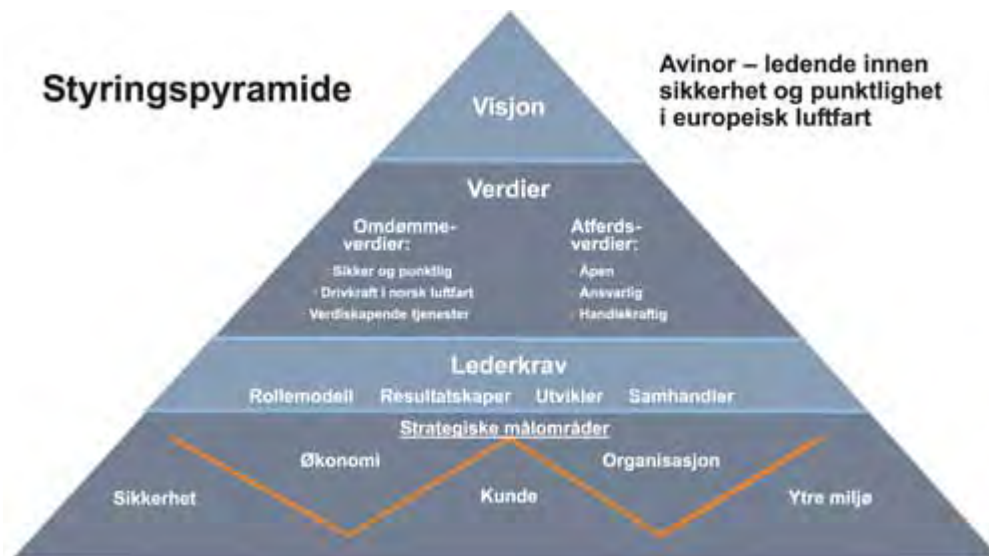 Styringspyramide
Avinor – ledende innen
sikkerhet og punktlighet
i europeisk luftfart
Visjon
Verdier
Omdømme-
verdier:
Sikker og punktlig
Drivkraft i norsk luftfart
Verdiskapende tjenester
Atferds-
verdier:
Åpen
Ansvarlig
Handlekraftig
Lederkrav
Rollemodell Resultatskaper Utvikler Samhandler
Strategiske målområder
Økonomi Organisasjon
Sikkerhet Kunde Ytre miljø